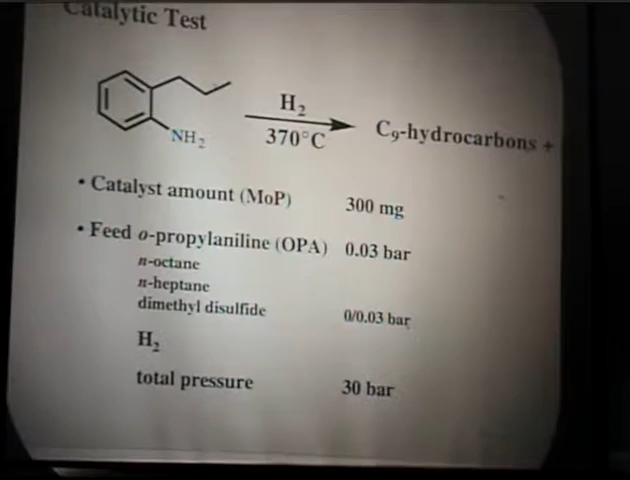 Catalytic Test
NH2
H2
370°C
C9-hydrocarbons +
• Catalyst amount (MoP) 300 mg
• Feed o-propylaniline (OPA) 0.03 bar
n-octane
n-heptane
dimethyl disulfide 0/0.03 bar
H2
total pressure 30 bar